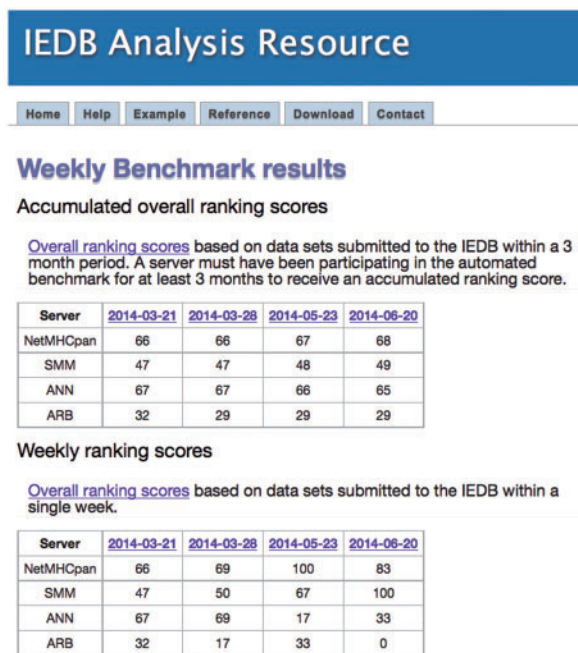 IEDB Analysis Resource
Home Help Example Reference Download Contact
Weekly Benchmark results
Accumulated overall ranking scores
Overall ranking scores based on data sets submitted to the IEDB within a 3
month period. A server must have been participating in the automated
benchmark for at least 3 months to receive an accumulated ranking score.
Server 2014-03-21 2014-03-28 2014-05-23 2014-06-20
NetMHCpan 66 66 67 68
SMM 47 47 48 49
ANN 67 67 66 65
ARB 32 29 29 29
Weekly ranking scores
Overall ranking scores based on data sets submitted to the IEDB within a
single week.
Server 2014-03-21 2014-03-28 2014-05-23 2014-06-20
NetMHCpan 66 69 100 83
SMM 47 50 67 100
ANN 67 69 17 33
ARB 32 17 33 0